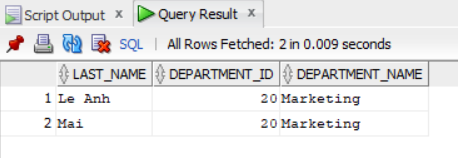 Script Output x Query Result x
SQL | All Rows Fetched: 2 in 0.009 seconds
LAST_NAME DEPARTMENT_ID DEPARTMENT_NAME
1 Le Anh 20 Marketing
2 Mai 20 Marketing